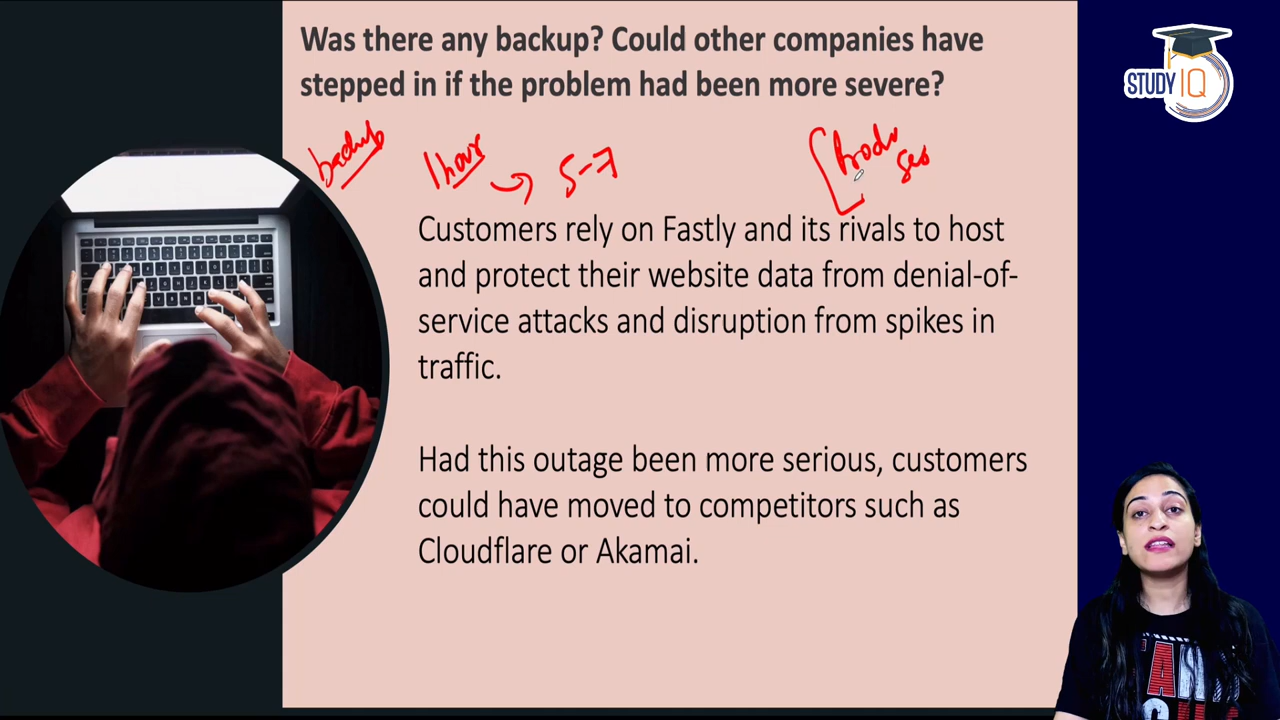 Was there any backup? Could other companies have
stepped in if the problem had been more severe?
STUDY IQ
backup
1 hour
5-7
Customers rely on Fastly and its rivals to host
and protect their website data from denial-of-
service attacks and disruption from spikes in
traffic.
Had this outage been more serious, customers
could have moved to competitors such as
Cloudflare or Akamai.